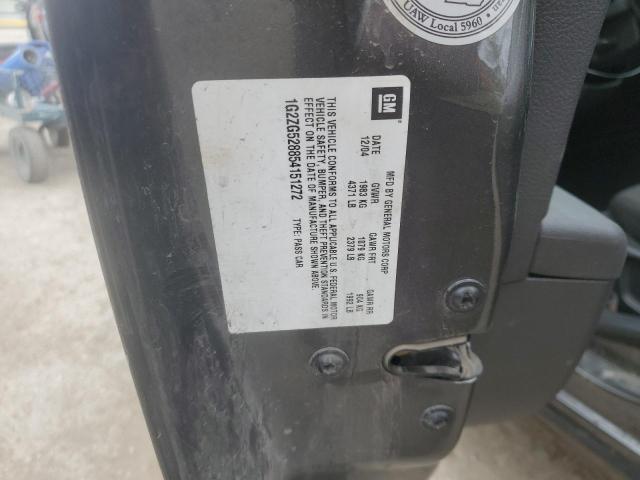 UAW Local 5960
GM
MFD BY GENERAL MOTORS CORP
DATE GVWR GAWR FRT GAWR RR
12/04 1983 KG 1079 KG 904 KG
4371 LB 2379 LB 1992 LB
THIS VEHICLE CONFORMS TO ALL APPLICABLE U.S. FEDERAL MOTOR
VEHICLE SAFETY, BUMPER, AND THEFT PREVENTION STANDARDS IN
EFFECT ON THE DATE OF MANUFACTURE SHOWN ABOVE.
1G2ZG528854151272 TYPE: PASS CAR